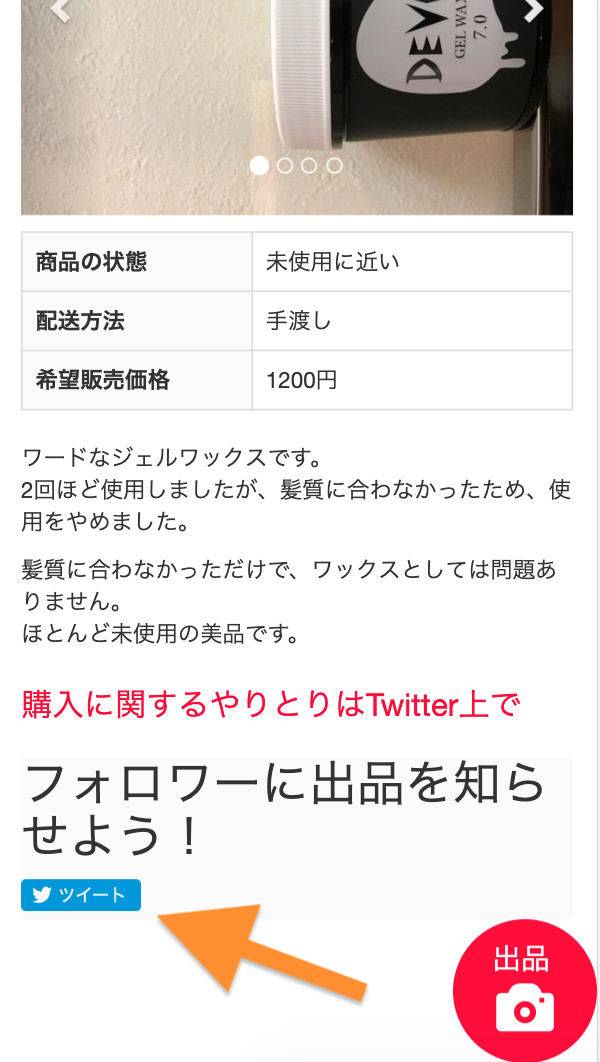 GEL WAX
7.0
商品の状態 未使用に近い
配送方法 手渡し
希望販売価格 1200円
ワードなジェルワックスです。
2回ほど使用しましたが、髪質に合わなかったため、使
用をやめました。
髪質に合わなかっただけで、ワックスとしては問題あ
りません。
ほとんど未使用の美品です。
購入に関するやりとりはTwitter上で
フォロワーに出品を知ら
せよう！
ツイート
出品